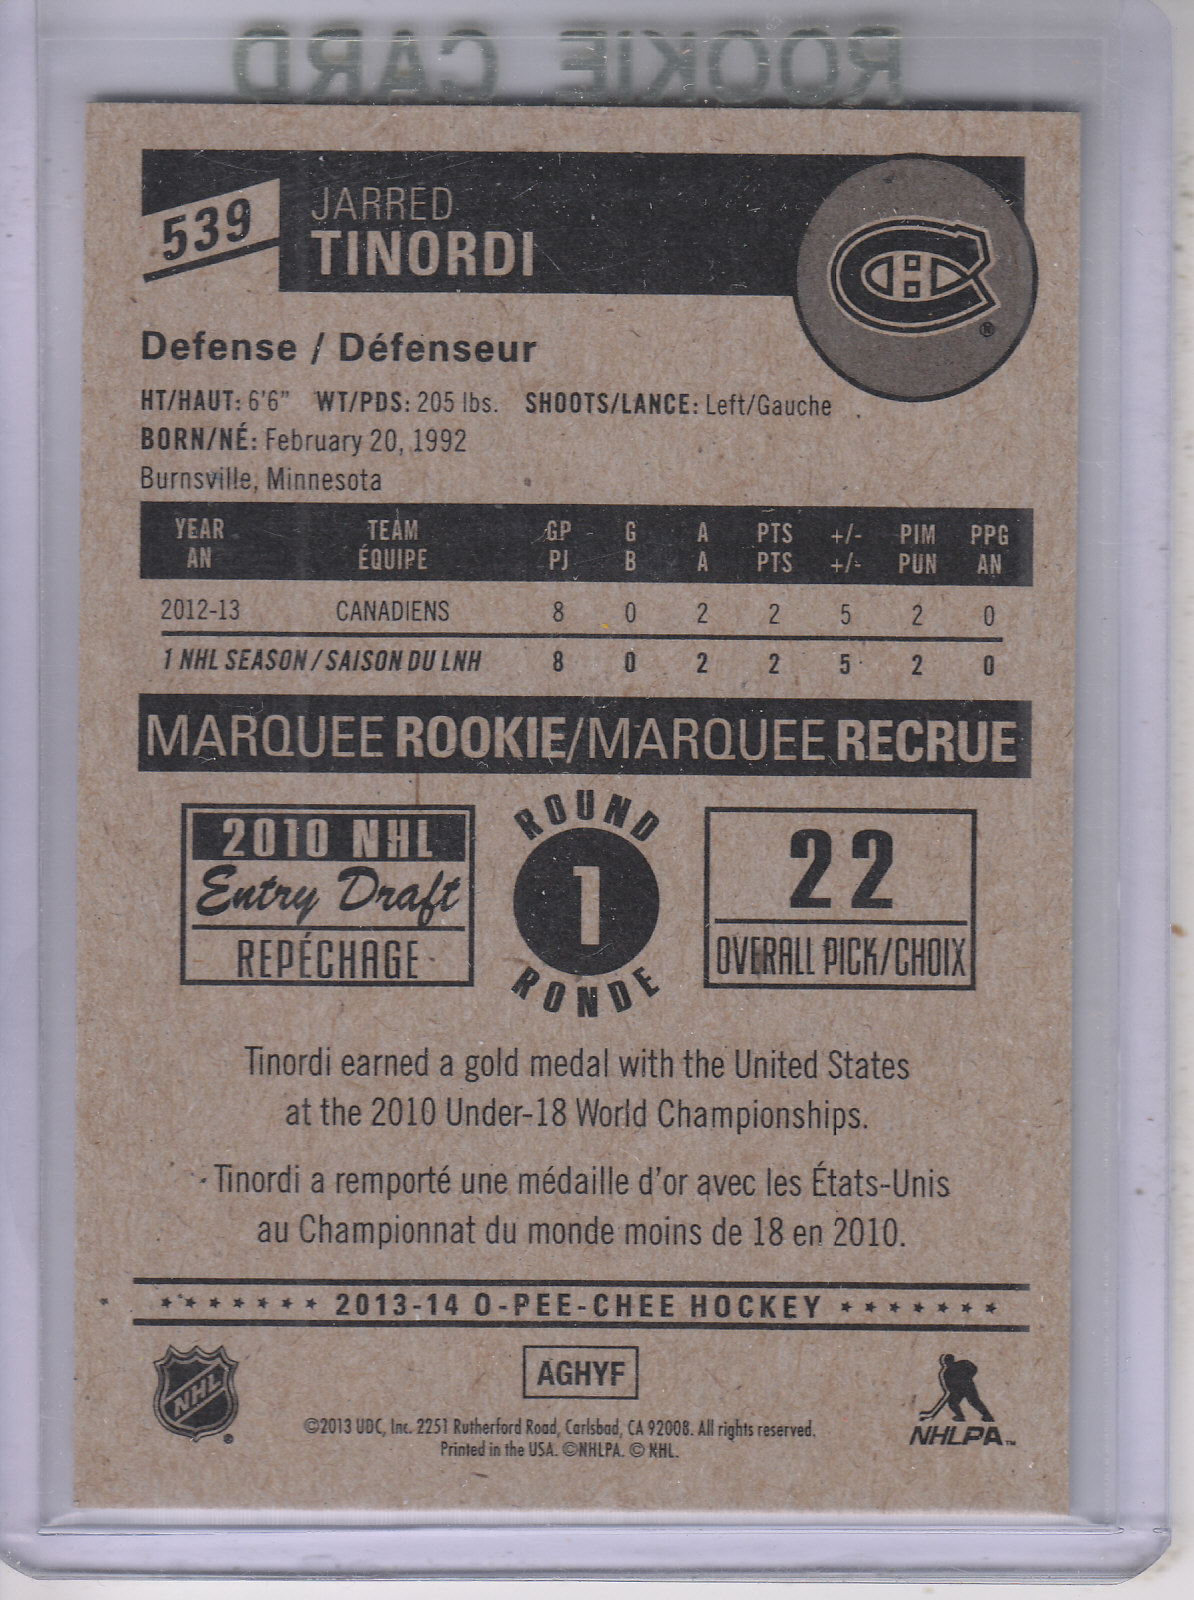 ROOKIE CARD
539
JARRED
TINORDI
®
Defense / Défenseur
HT/HAUT: 6'6" WT/PDS: 205 lbs. SHOOTS/LANCE: Left/Gauche
BORN/NÉ: February 20, 1992
Burnsville, Minnesota
YEAR TEAM GP G A PTS +/- PIM PPG
AN ÉQUIPE PJ B A PTS +/- PUN AN
2012-13 CANADIENS 8 0 2 2 5 2 0
1 NHL SEASON / SAISON DU LNH 8 0 2 2 5 2 0
MARQUEE ROOKIE/MARQUEE RECRUE
2010 NHL
Entry Draft
REPÉCHAGE
ROUND
1
RONDE
22
OVERALL PICK/CHOIX
Tinordi earned a gold medal with the United States
at the 2010 Under-18 World Championships.
Tinordi a remporté une médaille d'or avec les États-Unis
au Championnat du monde moins de 18 en 2010.
2013-14 O-PEE-CHEE HOCKEY
NHL
AGHYF
©2013 UDC, Inc. 2251 Rutherford Road, Carlsbad, CA 92008. All rights reserved.
Printed in the USA. ©NHLPA. © NHL.
NHLPA™